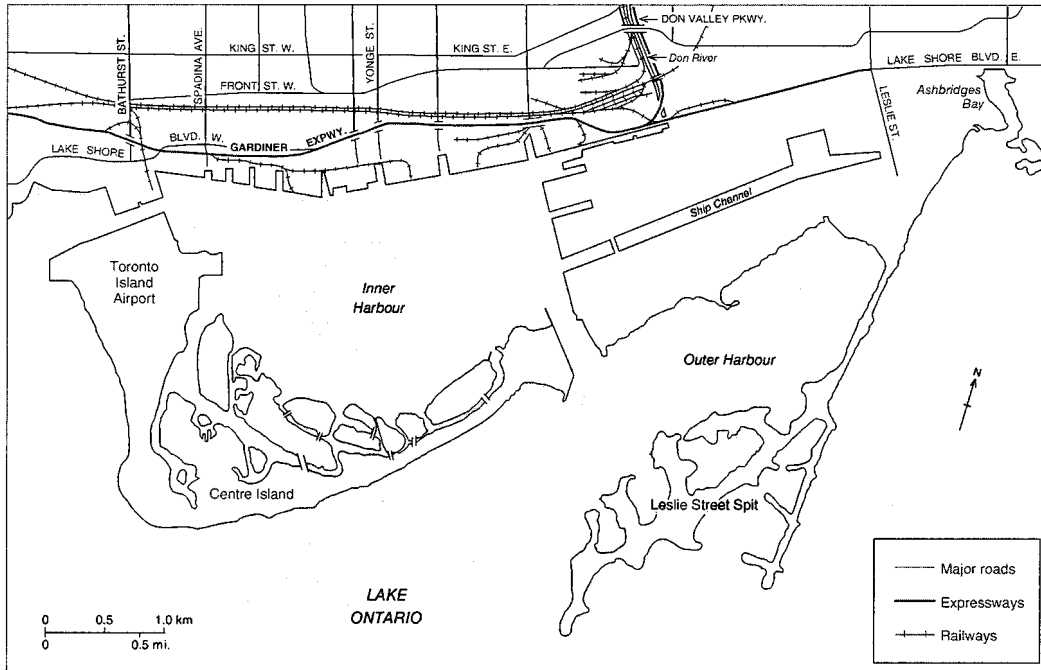 DON VALLEY PKWY.
KING ST. W.
KING ST. E.
Don River
BATHURST ST.
SPADINA AVE.
YONGE ST.
FRONT ST. W.
LAKE SHORE BLVD. E.
Ashbridges
Bay
LESLIE ST.
LAKE SHORE BLVD. W.
GARDINER EXPWY.
Ship Channel
Toronto
Island
Airport
Inner
Harbour
Outer Harbour
N
Centre Island
Leslie Street Spit
LAKE
ONTARIO
0 0.5 1.0 km
0 0.5 mi.
Major roads
Expressways
Railways